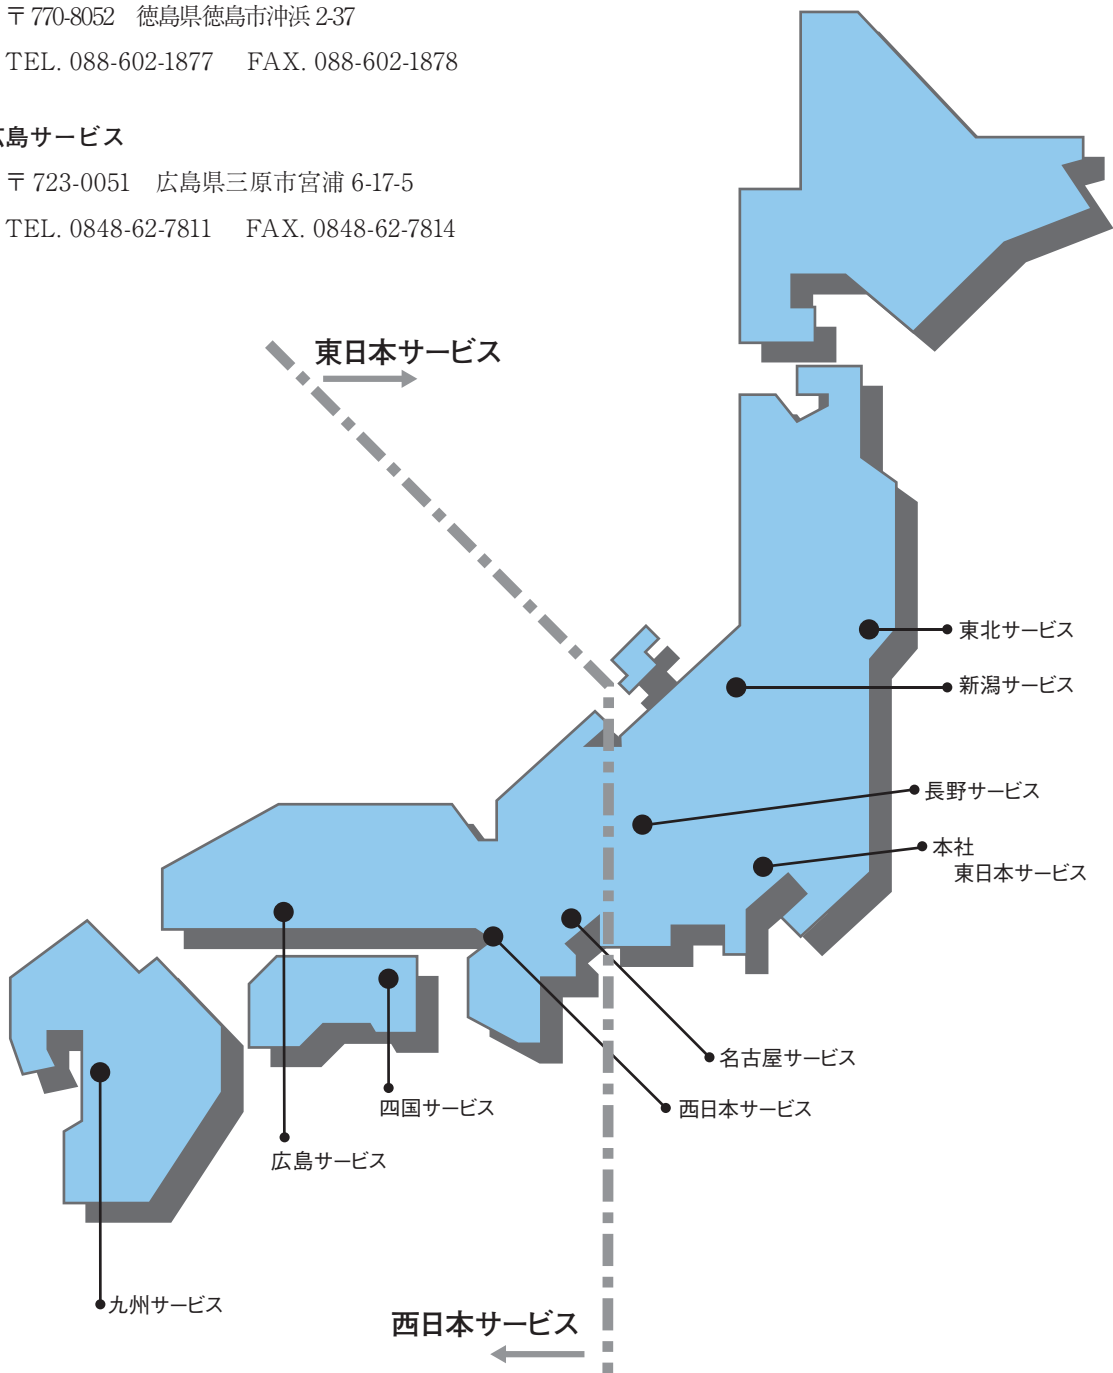 〒770-8052 徳島県徳島市沖浜 2-37
TEL. 088-602-1877 FAX. 088-602-1878
広島サービス
〒723-0051 広島県三原市宮浦 6-17-5
TEL. 0848-62-7811 FAX. 0848-62-7814
東日本サービス
東北サービス
新潟サービス
長野サービス
本社
東日本サービス
名古屋サービス
四国サービス
西日本サービス
広島サービス
九州サービス
西日本サービス